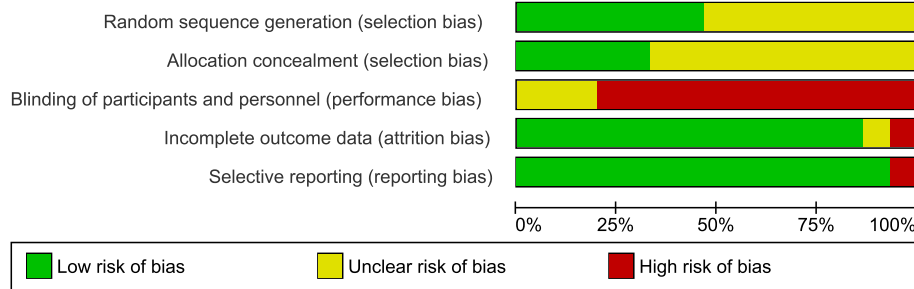 Random sequence generation (selection bias)
Allocation concealment (selection bias)
Blinding of participants and personnel (performance bias)
Incomplete outcome data (attrition bias)
Selective reporting (reporting bias)
0% 25% 50% 75% 100%
Low risk of bias Unclear risk of bias High risk of bias